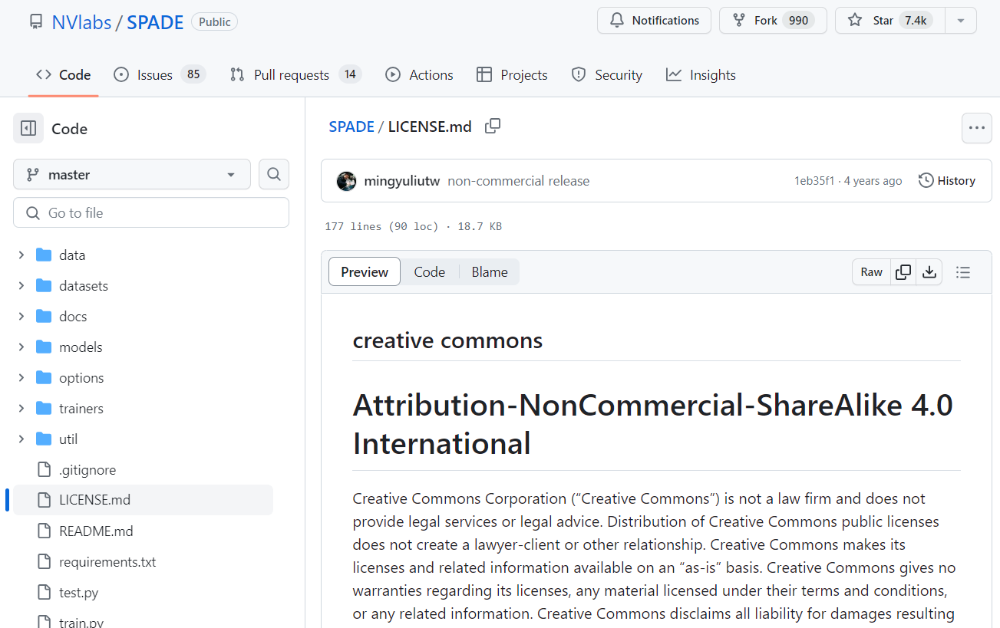 NVlabs / SPADE Public
Notifications
Fork 990
Star 7.4k
Code
Issues 85
Pull requests 14
Actions
Projects
Security
Insights
Code
master
Go to file
data
datasets
docs
models
options
trainers
util
.gitignore
LICENSE.md
README.md
requirements.txt
test.py
train.py
SPADE / LICENSE.md
mingyuliutw non-commercial release
1eb35f1 · 4 years ago
History
177 lines (90 loc) · 18.7 KB
Preview
Code
Blame
Raw
creative commons
Attribution-NonCommercial-ShareAlike 4.0
International
Creative Commons Corporation (“Creative Commons”) is not a law firm and does not
provide legal services or legal advice. Distribution of Creative Commons public licenses
does not create a lawyer-client or other relationship. Creative Commons makes its
licenses and related information available on an “as-is” basis. Creative Commons gives no
warranties regarding its licenses, any material licensed under their terms and conditions,
or any related information. Creative Commons disclaims all liability for damages resulting